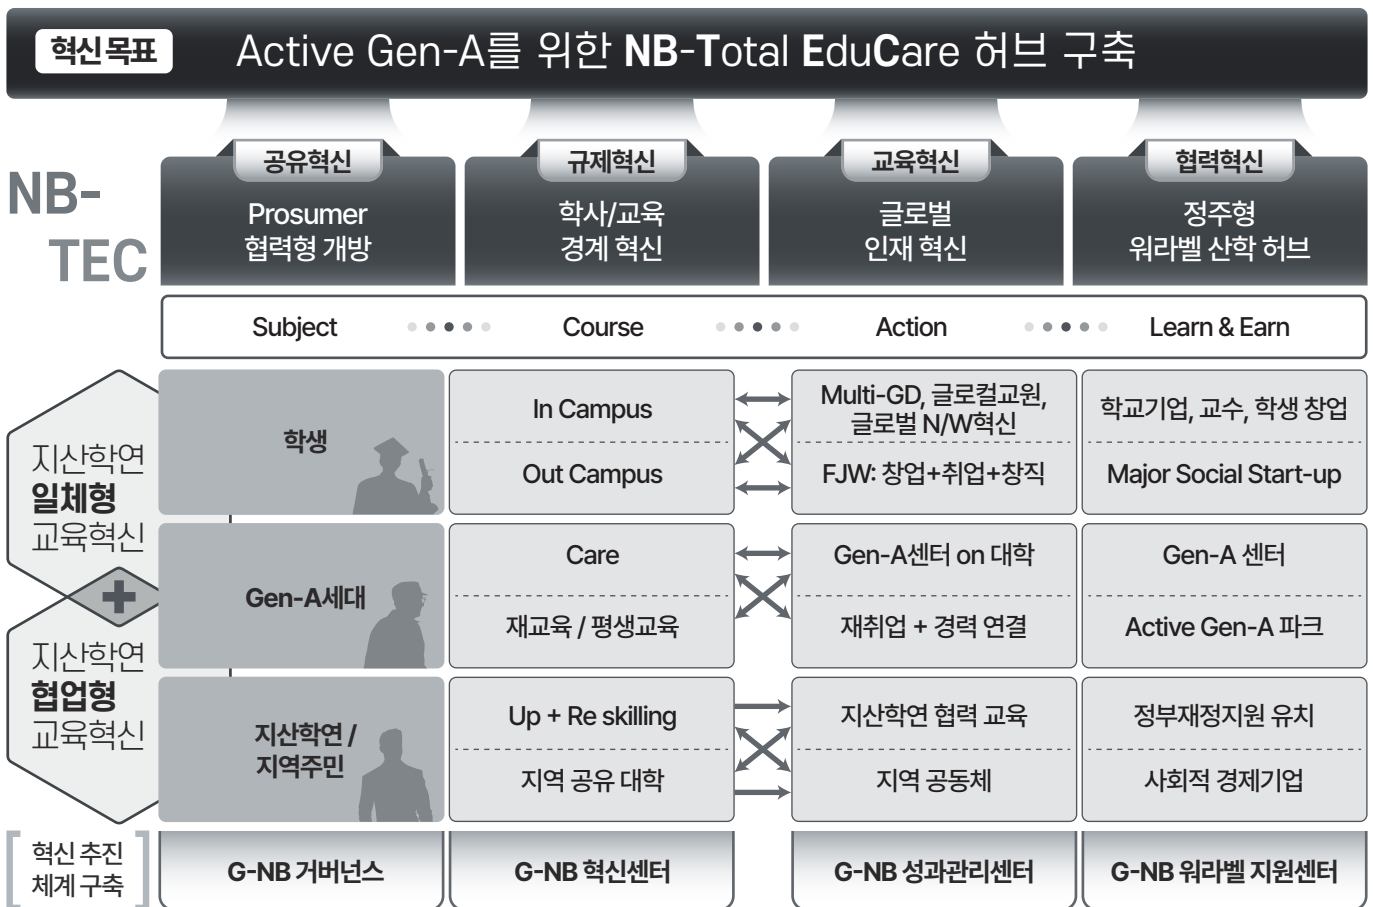 혁신목표
Active Gen-A를 위한 NB-Total EduCare 허브 구축
NB-
TEC
공유혁신
Prosumer
협력형 개방
규제혁신
학사/교육
경계 혁신
교육혁신
글로벌
인재 혁신
협력혁신
정주형
워라벨 산학 허브
Subject
Course
Action
Learn & Earn
지산학연
일체형
교육혁신
+
지산학연
협업형
교육혁신
학생
In Campus
Out Campus
Multi-GD, 글로컬교원,
글로벌 N/W혁신
FJW: 창업+취업+창직
학교기업, 교수, 학생 창업
Major Social Start-up
Gen-A세대
Care
재교육 / 평생교육
Gen-A센터 on 대학
재취업 + 경력 연결
Gen-A 센터
Active Gen-A 파크
지산학연 /
지역주민
Up + Re skilling
지역 공유 대학
지산학연 협력 교육
지역 공동체
정부재정지원 유치
사회적 경제기업
혁신 추진
체계 구축
G-NB 거버넌스
G-NB 혁신센터
G-NB 성과관리센터
G-NB 워라벨 지원센터